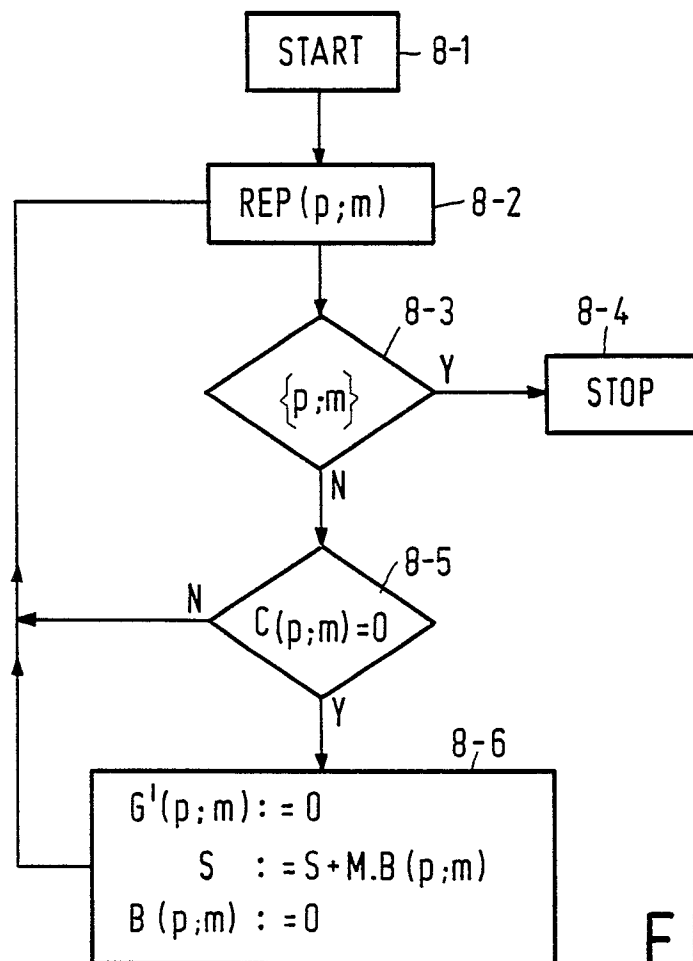 START
8-1
REP(p;m)
8-2
8-3
8-4
{p;m}
Y
STOP
N
8-5
N
C(p;m)=0
Y
8-6
G'(p;m):=0
S :=S+M.B(p;m)
B(p;m):=0
F